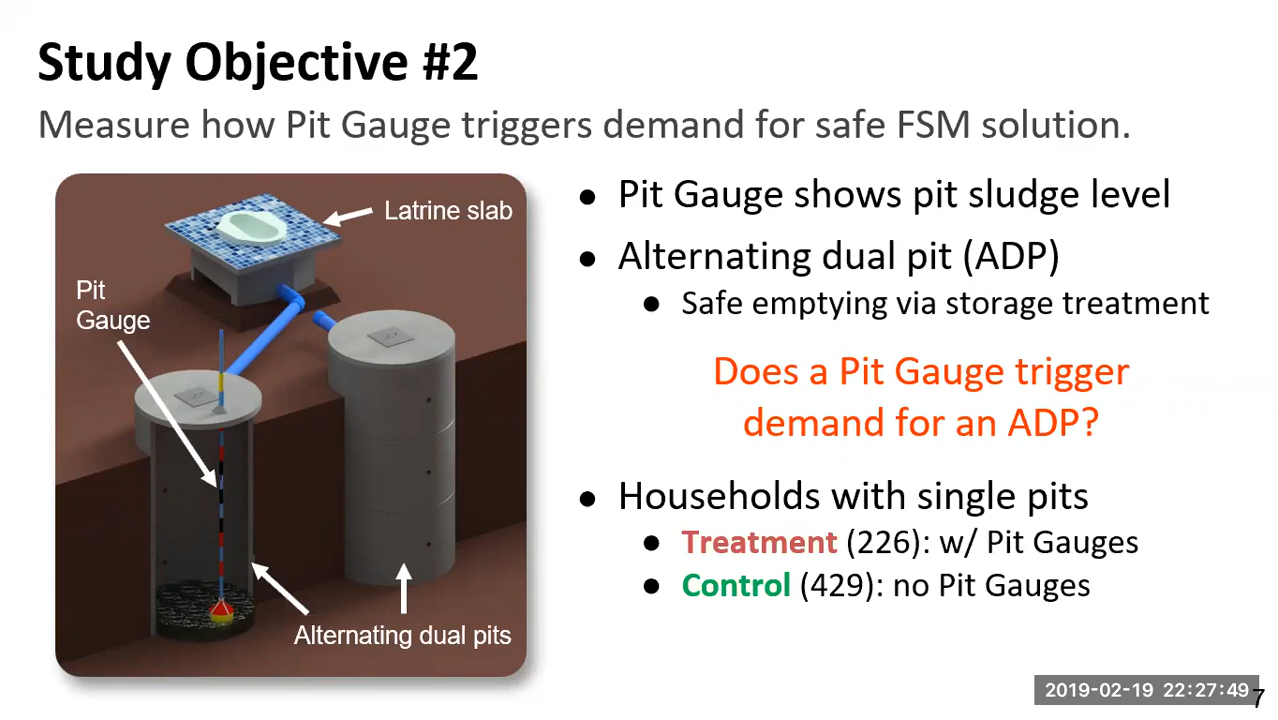 Study Objective #2
Measure how Pit Gauge triggers demand for safe FSM solution.
Latrine slab
Pit
Gauge
Alternating dual pits
● Pit Gauge shows pit sludge level
● Alternating dual pit (ADP)
● Safe emptying via storage treatment
Does a Pit Gauge trigger
demand for an ADP?
● Households with single pits
● Treatment (226): w/ Pit Gauges
● Control (429): no Pit Gauges
2019-02-19 22:27:49
7